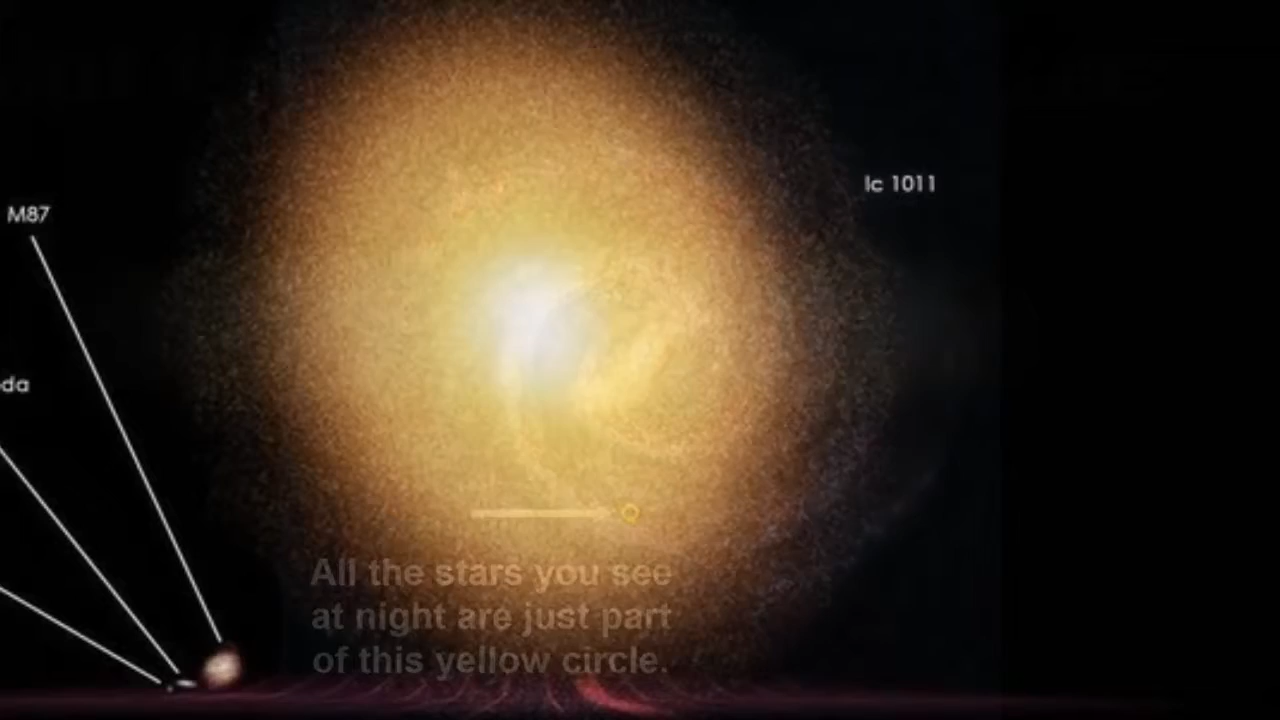 Ic 1011
M87
da
All the stars you see
at night are just part
of this yellow circle.